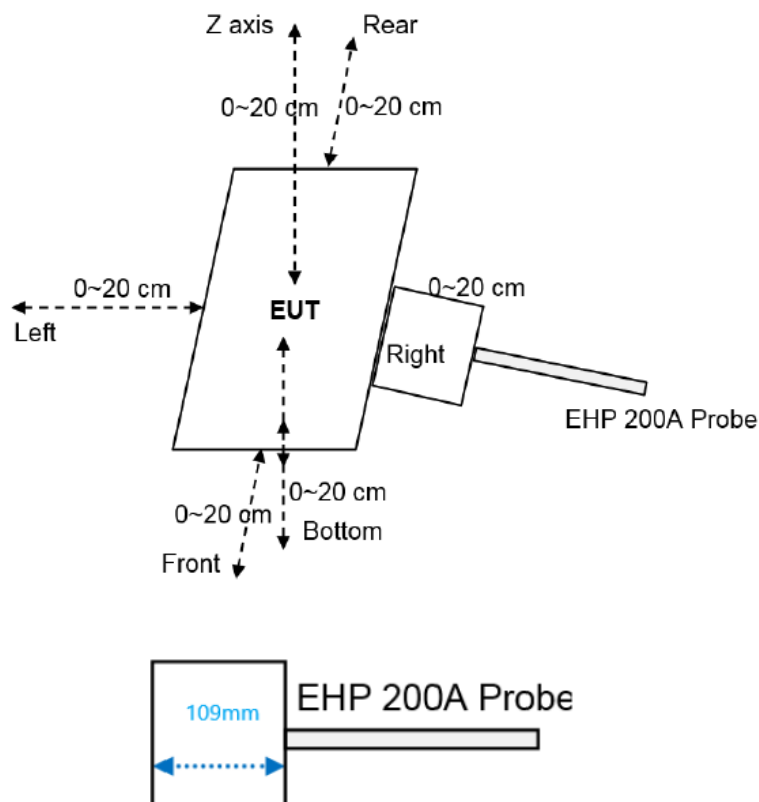 Z axis
Rear
0~20 cm
0~20 cm
0~20 cm
Left
EUT
0~20 cm
Right
EHP 200A Probe
0~20 cm
0~20 cm
Bottom
Front
EHP 200A Probe
109mm